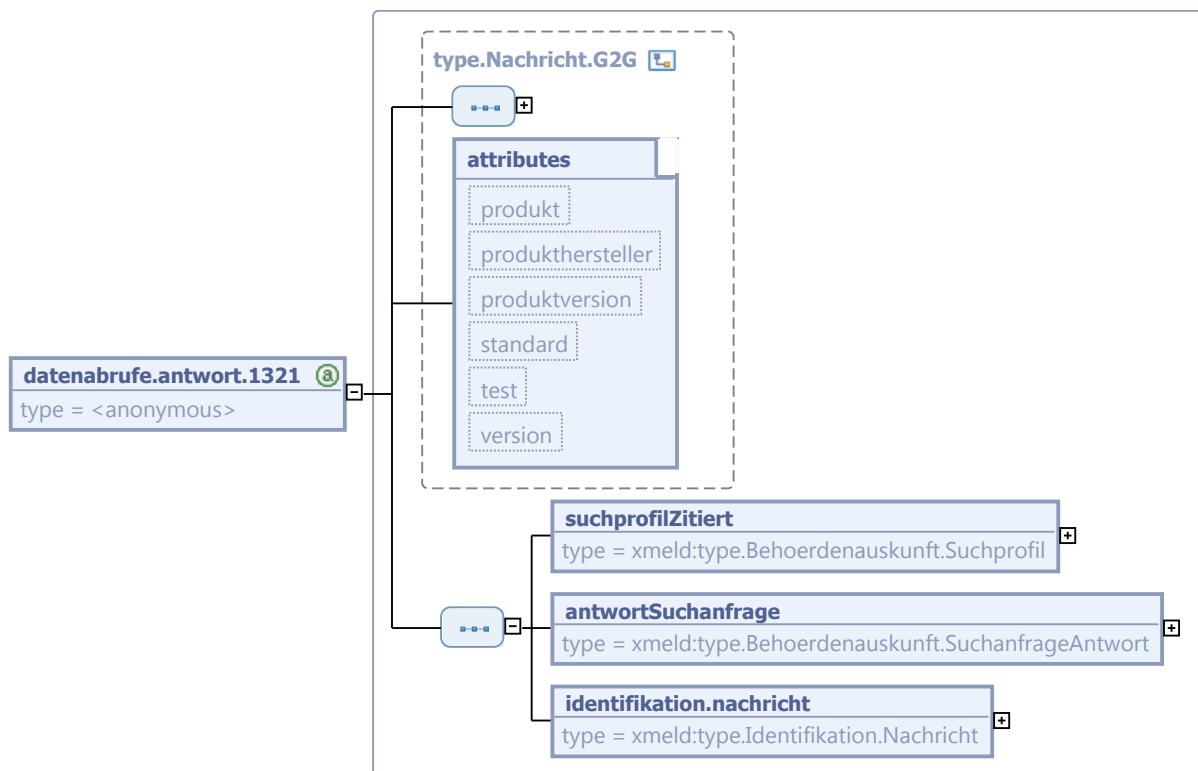 type.Nachricht.G2G
attributes
produkt
produkthersteller
produktversion
standard
test
version
datenabrufe.antwort.1321
type = <anonymous>
suchprofilZitiert
type = xmeld:type.Behoerdenauskunft.Suchprofil
antwortSuchanfrage
type = xmeld:type.Behoerdenauskunft.SuchanfrageAntwort
identifikation.nachricht
type = xmeld:type.Identifikation.Nachricht